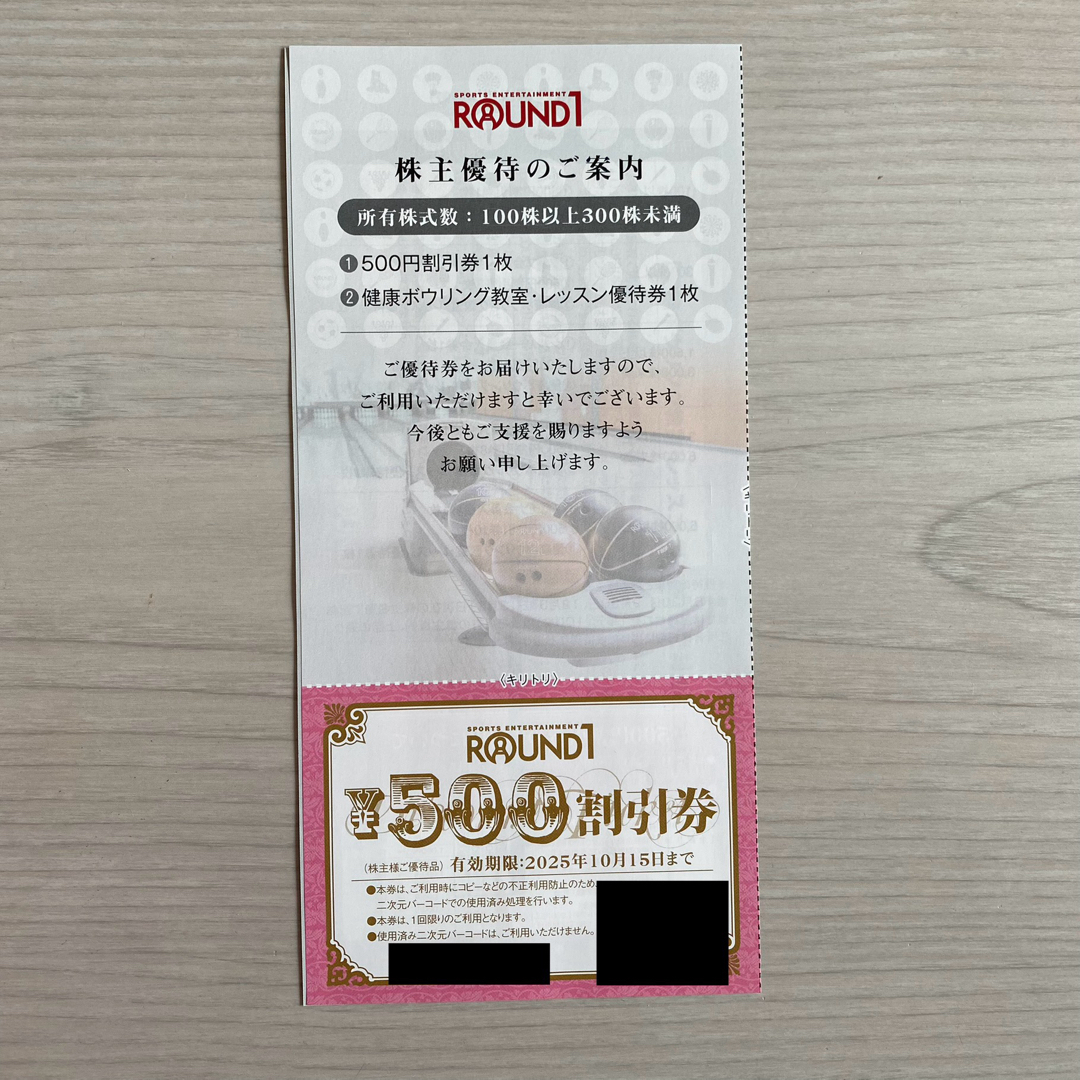 SPORTS ENTERTAINMENT
ROUND1
株主優待のご案内
所有株式数：100株以上300株未満
❶500円割引券1枚
❷健康ボウリング教室・レッスン優待券1枚
ご優待券をお届けいたしますので、
ご利用いただけますと幸いでございます。
今後ともご支援を賜りますよう
お願い申し上げます。
〈キリトリ〉
SPORTS ENTERTAINMENT
ROUND1
¥500割引券
（株主様ご優待品）有効期限：2025年10月15日まで
●本券は、ご利用時にコピーなどの不正利用防止のため、
二次元バーコードでの使用済み処理を行います。
●本券は、1回限りのご利用となります。
●使用済み二次元バーコードは、ご利用いただけません。